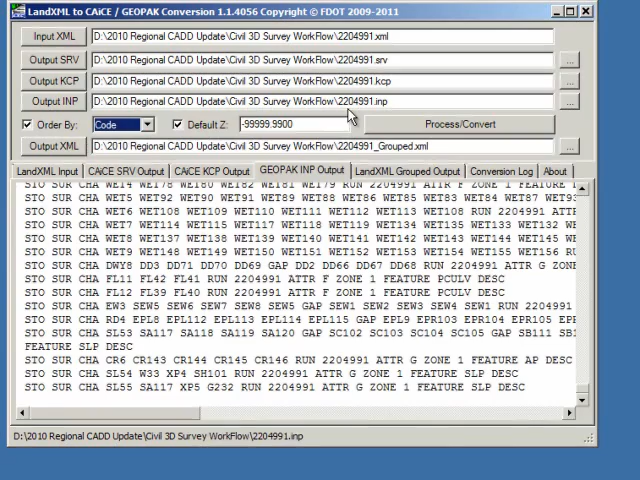 LandXML to CAiCE / GEOPAK Conversion 1.1.4056 Copyright © FDOT 2009-2011
Input XML D:\2010 Regional CADD Update\Civil 3D Survey WorkFlow\2204991.xml
Output SRV D:\2010 Regional CADD Update\Civil 3D Survey WorkFlow\2204991.srv ...
Output KCP D:\2010 Regional CADD Update\Civil 3D Survey WorkFlow\2204991.kcp ...
Output INP D:\2010 Regional CADD Update\Civil 3D Survey WorkFlow\2204991.inp ...
Order By: Code Default Z: -99999.9900 Process/Convert
Output XML D:\2010 Regional CADD Update\Civil 3D Survey WorkFlow\2204991_Grouped.xml ...
LandXML Input CAiCE SRV Output CAiCE KCP Output GEOPAK INP Output LandXML Grouped Output Conversion Log About
STO SUR CHA WET4 WET78 WET80 WET82 WET81 WET79 RUN 2204991 ATTR F ZONE 1 FEATURE
STO SUR CHA WET5 WET92 WET90 WET91 WET89 WET88 WET86 WET85 WET83 WET84 WET87 WET93
STO SUR CHA WET6 WET108 WET109 WET110 WET111 WET112 WET113 WET108 RUN 2204991 ATTR
STO SUR CHA WET7 WET114 WET115 WET117 WET116 WET119 WET134 WET135 WET133 WET132
STO SUR CHA WET8 WET137 WET138 WET139 WET140 WET141 WET142 WET143 WET144 WET145
STO SUR CHA WET9 WET148 WET149 WET150 WET151 WET152 WET153 WET154 WET155 WET156
STO SUR CHA DWY8 DD3 DD71 DD70 DD69 GAP DD2 DD66 DD67 DD68 RUN 2204991 ATTR G
STO SUR CHA FL11 FL42 FL41 RUN 2204991 ATTR F ZONE 1 FEATURE PCULV DESC
STO SUR CHA FL12 FL39 FL40 RUN 2204991 ATTR F ZONE 1 FEATURE PCULV DESC
STO SUR CHA EW3 SEW5 SEW6 SEW7 SEW8 SEW5 GAP SEW1 SEW2 SEW3 SEW4 SEW1 RUN 2204991
STO SUR CHA RD4 EPL8 EPL112 EPL113 EPL114 EPL115 GAP EPL9 EPR103 EPR104 EPR105
STO SUR CHA SL53 SA117 SA118 SA119 SA120 GAP SC102 SC103 SC104 SC105 GAP SB111
FEATURE SLP DESC
STO SUR CHA CR6 CR143 CR144 CR145 CR146 RUN 2204991 ATTR G ZONE 1 FEATURE AP DESC
STO SUR CHA SL54 W33 XP4 SH101 RUN 2204991 ATTR G ZONE 1 FEATURE SLP DESC
STO SUR CHA SL55 SA117 XP5 G232 RUN 2204991 ATTR G ZONE 1 FEATURE SLP DESC
D:\2010 Regional CADD Update\Civil 3D Survey WorkFlow\2204991.inp